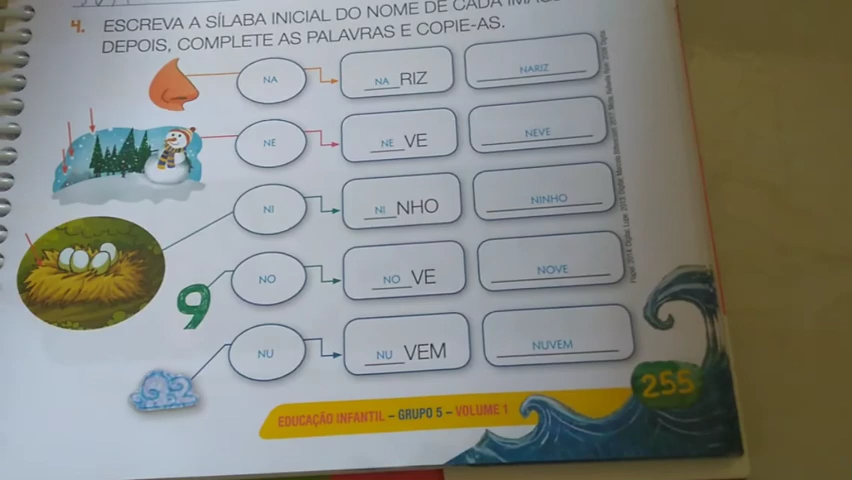 4. ESCREVA A SÍLABA INICIAL DO NOME DE CADA
DEPOIS, COMPLETE AS PALAVRAS E COPIE-AS.
NA NA RIZ NARIZ
NE NE VE NEVE
NI NI NHO NINHO
NO NO VE NOVE
9
NU NU VEM NUVEM
EDUCAÇÃO INFANTIL – GRUPO 5 – VOLUME 1
255